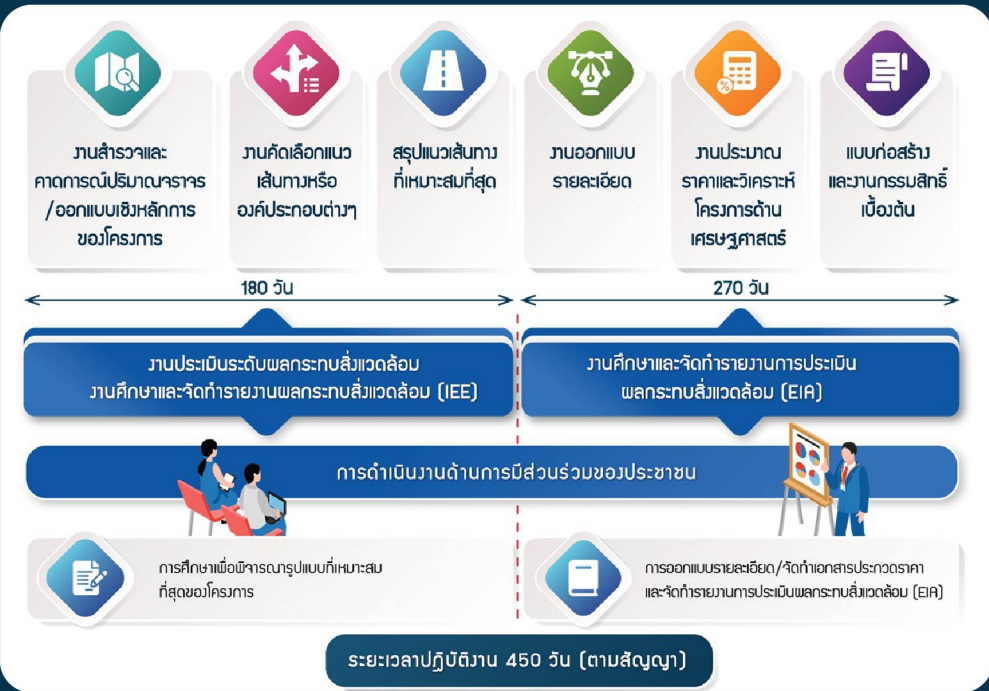 งานสำรวจและ
คาดการณ์ปริมาณจราจร
/ออกแบบเชิงหลักการ
ของโครงการ
งานคัดเลือกแนว
เส้นทางหรือ
องค์ประกอบต่างๆ
สรุปแนวเส้นทาง
ที่เหมาะสมที่สุด
งานออกแบบ
รายละเอียด
งานประมาณ
ราคาและวิเคราะห์
โครงการด้าน
เศรษฐศาสตร์
แบบก่อสร้าง
และงานกรรมสิทธิ์
เบื้องต้น
180 วัน
270 วัน
งานประเมินระดับผลกระทบสิ่งแวดล้อม
งานศึกษาและจัดทำรายงานผลกระทบสิ่งแวดล้อม (IEE)
งานศึกษาและจัดทำรายงานการประเมิน
ผลกระทบสิ่งแวดล้อม (EIA)
การดำเนินงานด้านการมีส่วนร่วมของประชาชน
การศึกษาเพื่อพิจารณารูปแบบที่เหมาะสม
ที่สุดของโครงการ
การออกแบบรายละเอียด/จัดทำเอกสารประกวดราคา
และจัดทำรายงานการประเมินผลกระทบสิ่งแวดล้อม (EIA)
ระยะเวลาปฏิบัติงาน 450 วัน (ตามสัญญา)